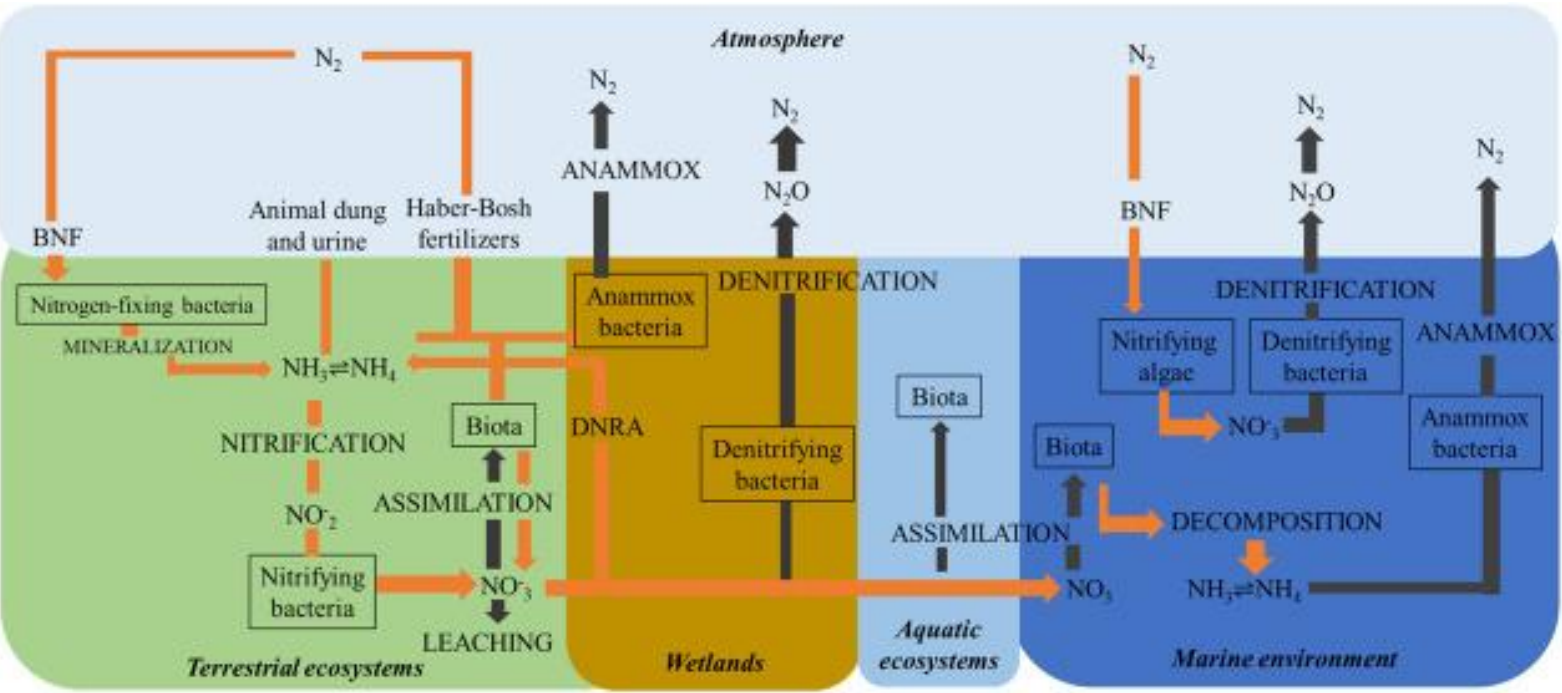 Atmosphere
N₂
BNF
Animal dung
and urine
Haber-Bosh
fertilizers
Nitrogen-fixing bacteria
MINERALIZATION
NH₃⇌NH₄
NITRIFICATION
NO⁻₂
Nitrifying
bacteria
Biota
ASSIMILATION
NO⁻₃
LEACHING
Terrestrial ecosystems
N₂
ANAMMOX
Anammox
bacteria
DNRA
N₂
N₂O
DENITRIFICATION
Denitrifying
bacteria
Wetlands
Biota
ASSIMILATION
Aquatic
ecosystems
N₂
BNF
Nitrifying
algae
NO⁻₃
N₂
N₂O
DENITRIFICATION
Denitrifying
bacteria
N₂
ANAMMOX
Anammox
bacteria
Biota
DECOMPOSITION
NO₃
NH₃⇌NH₄
Marine environment